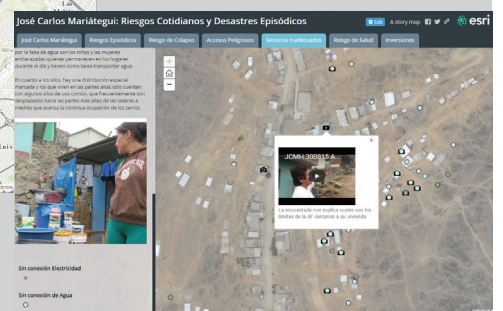 Las
José Carlos Mariátegui: Riesgos Cotidianos y Desastres Episódicos
Edit
A story map
esri
José Carlos Mariátegui
Riesgos Episódicos
Riesgo de Colapso
Accesos Peligrosos
Servicios Inadecuados
Riesgo de Salud
Inversiones
por la falta de agua son los niños y las mujeres
embarazadas quienes permanecen en los hogares
durante el día y tienen como tarea transportar agua.
En cuanto a los silos, hay una distribución espacial
marcada y los que viven en las partes altas sólo cuentan
con algunos silos de uso común, que frecuentemente son
desplazados hacia las partes más altas de las laderas a
medida que avanza la continua ocupación de los cerros.
JCMH 300815 A
La encuestada nos explica cuales son los
límites de la AF cercanos a su vivienda
Sin conexión Electricidad
Sin conexión de Agua